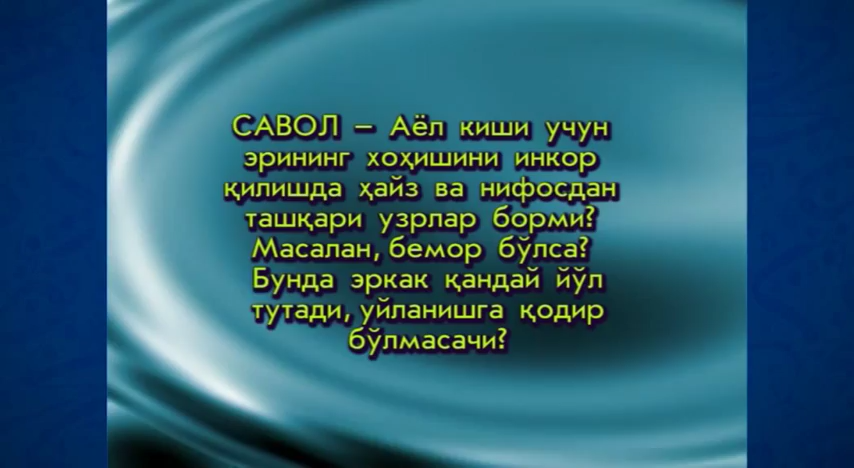 САВОЛ – Аёл киши учун
эрининг хоҳишини инкор
қилишда ҳайз ва нифосдан
ташқари узрлар борми?
Масалан, бемор бўлса?
Бунда эркак қандай йўл
тутади, уйланишга қодир
бўлмасачи?